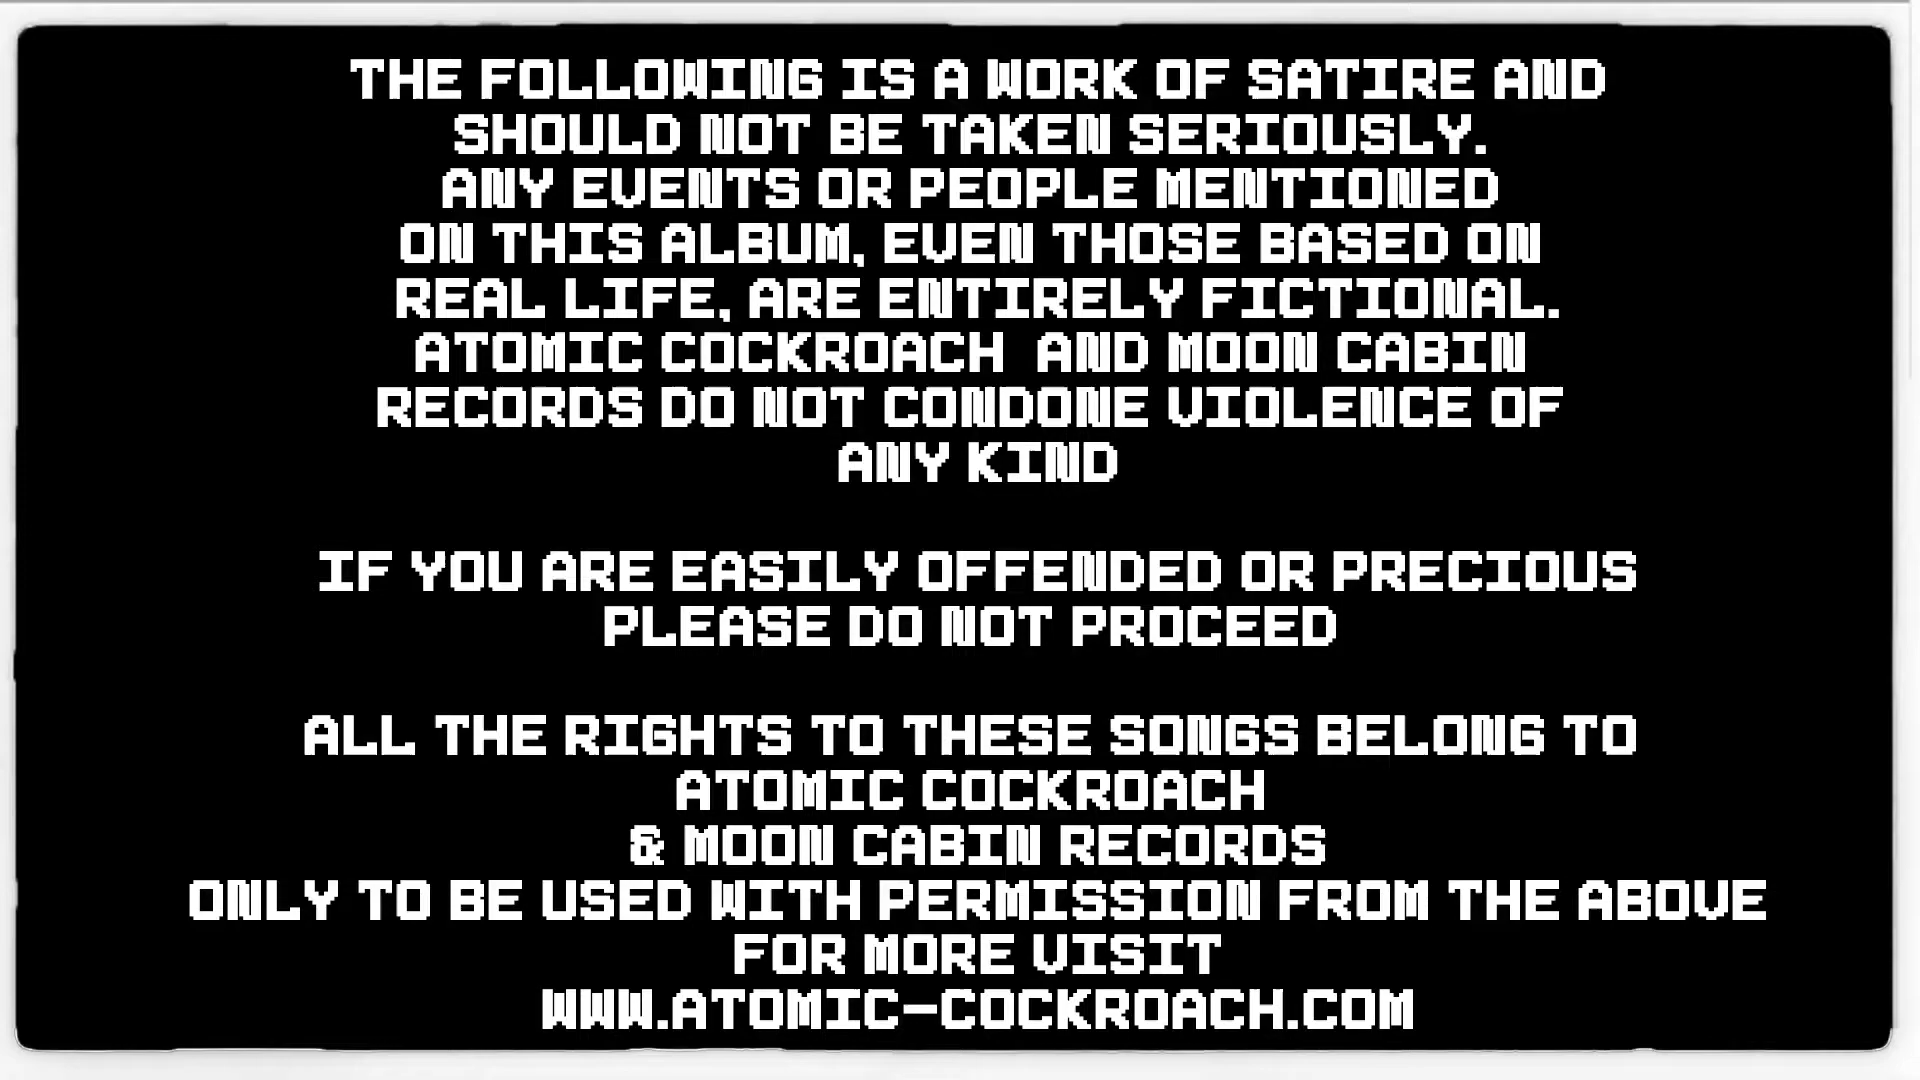 THE FOLLOWING IS A WORK OF SATIRE AND
SHOULD NOT BE TAKEN SERIOUSLY.
ANY EVENTS OR PEOPLE MENTIONED
ON THIS ALBUM, EVEN THOSE BASED ON
REAL LIFE, ARE ENTIRELY FICTIONAL.
ATOMIC COCKROACH AND MOON CABIN
RECORDS DO NOT CONDONE VIOLENCE OF
ANY KIND
IF YOU ARE EASILY OFFENDED OR PRECIOUS
PLEASE DO NOT PROCEED
ALL THE RIGHTS TO THESE SONGS BELONG TO
ATOMIC COCKROACH
& MOON CABIN RECORDS
ONLY TO BE USED WITH PERMISSION FROM THE ABOVE
FOR MORE VISIT
WWW.ATOMIC-COCKROACH.COM